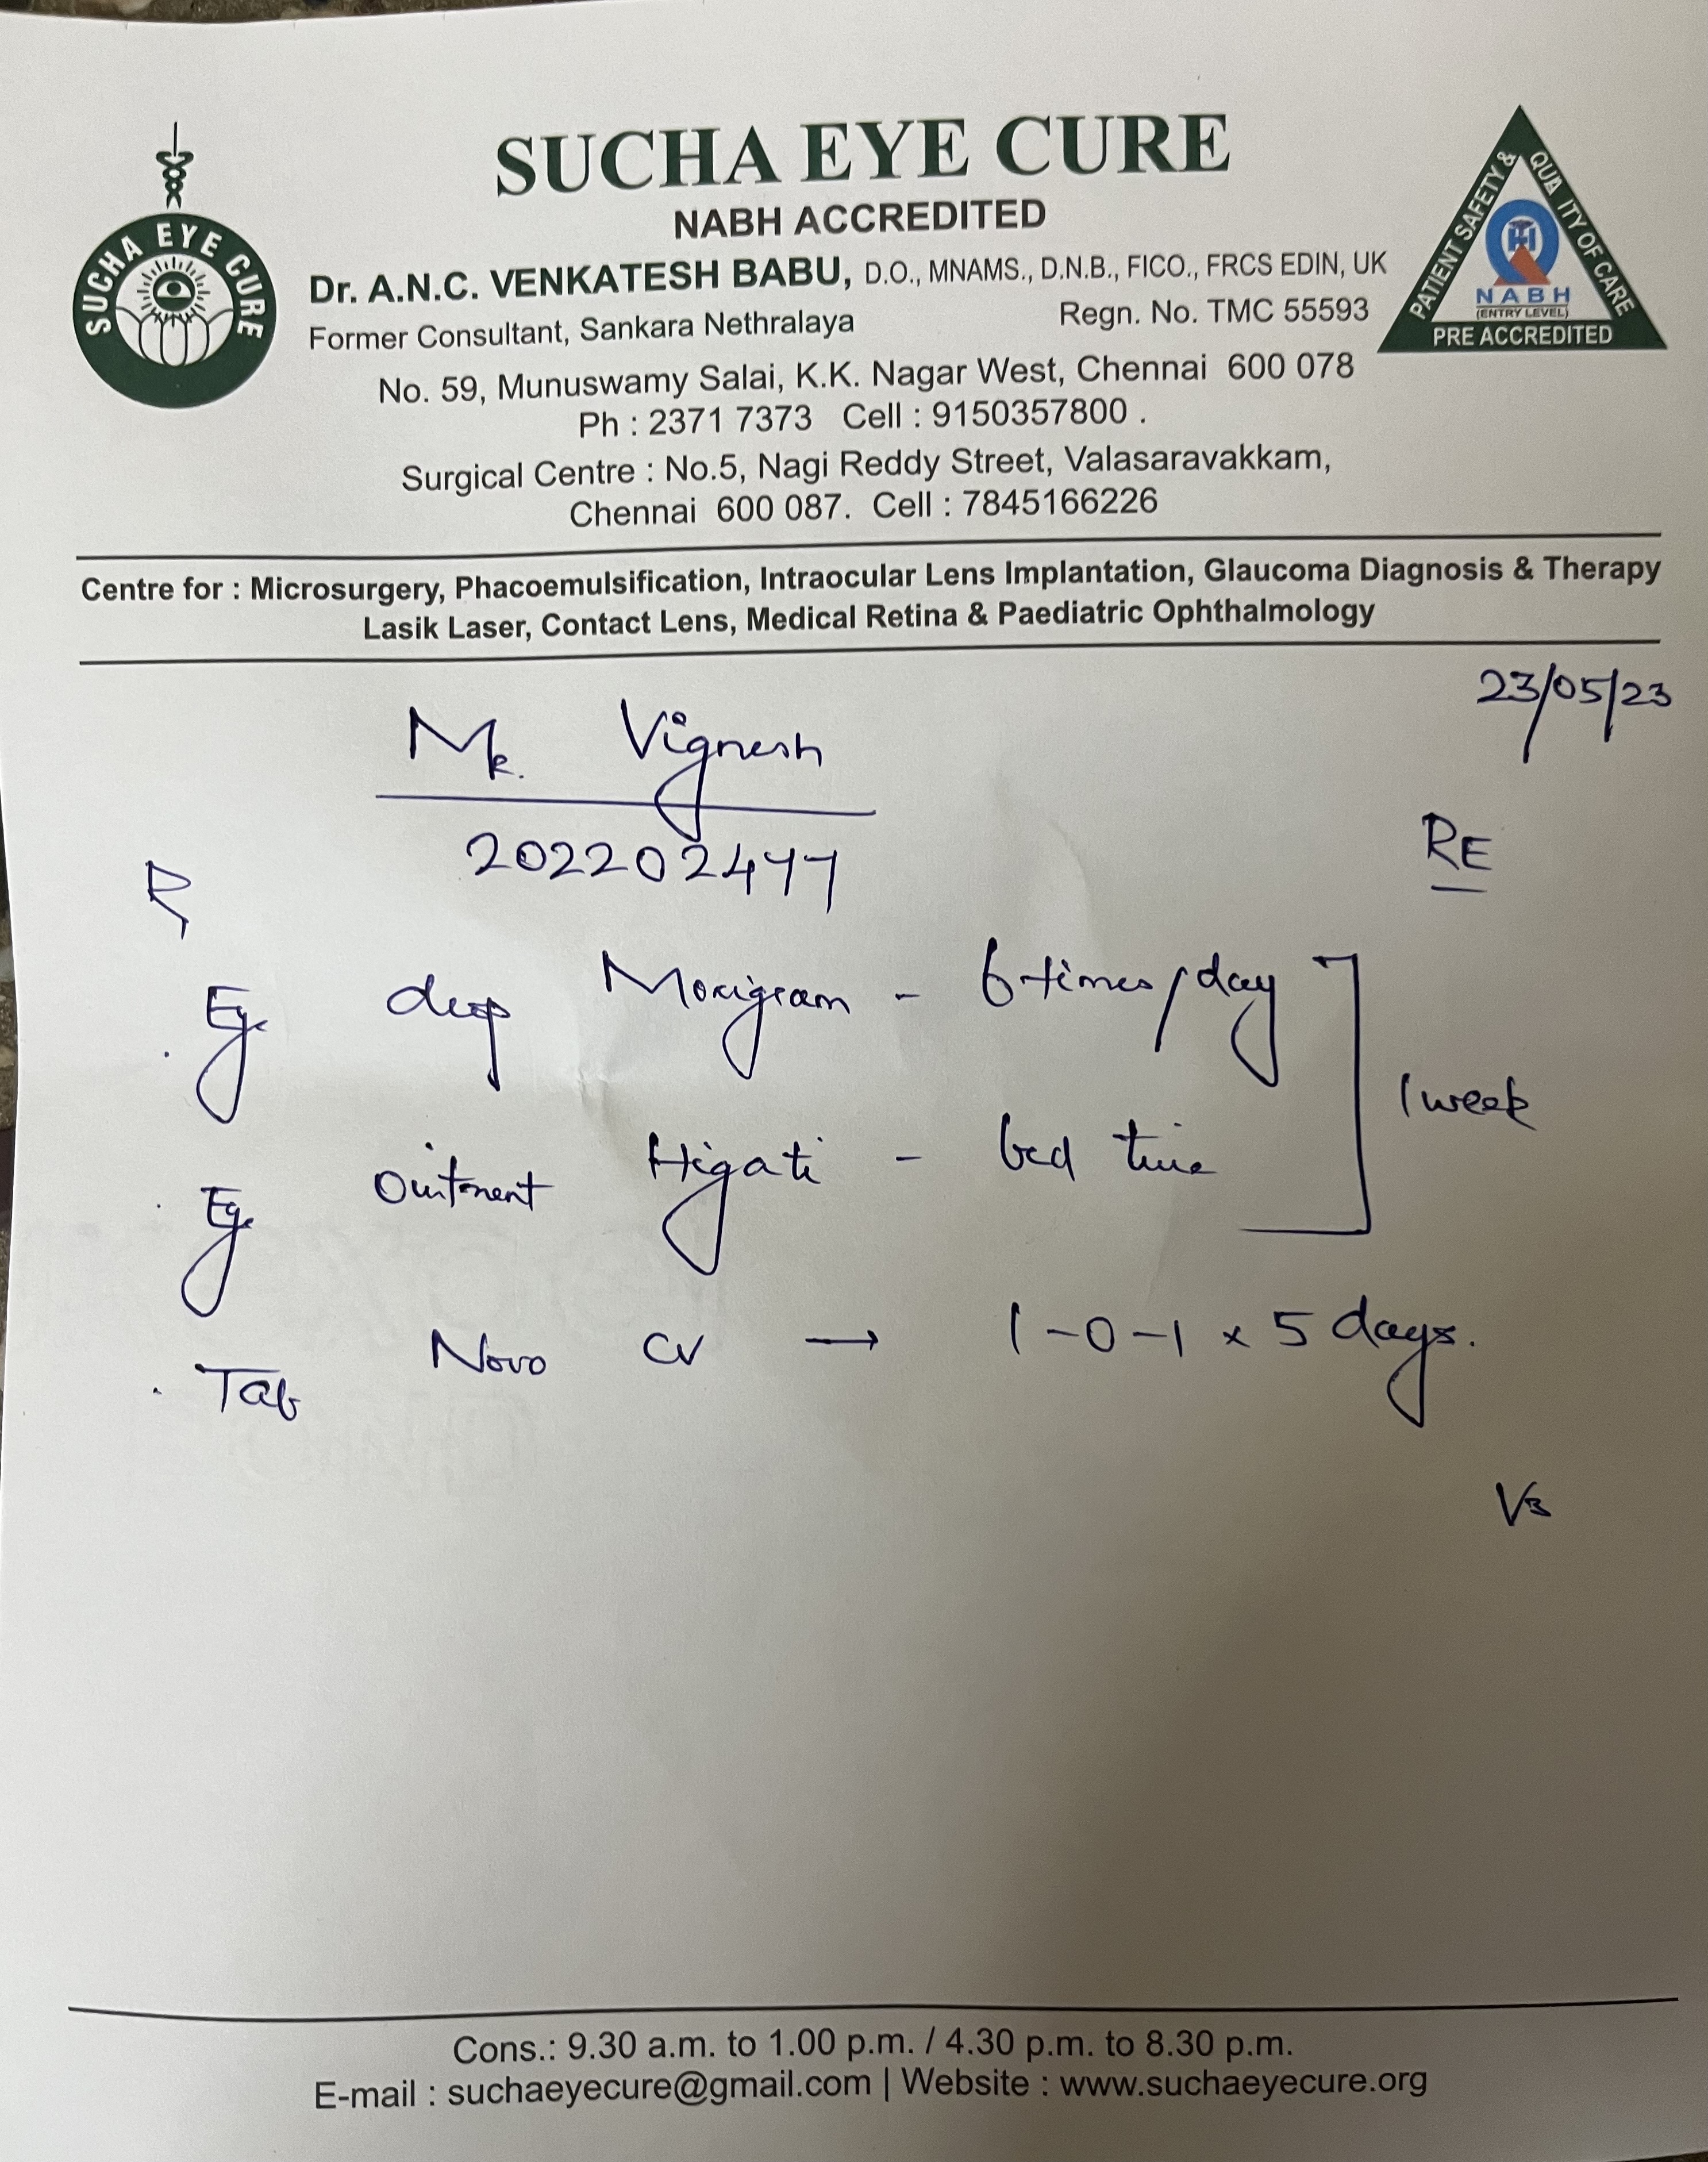 SUCHA EYE CURE
SUCHA EYE CURE
NABH ACCREDITED
PATIENT SAFETY & QUA ITY OF CARE
NABH
(ENTRY LEVEL)
PRE ACCREDITED
Dr. A.N.C. VENKATESH BABU, D.O., MNAMS., D.N.B., FICO., FRCS EDIN, UK
Former Consultant, Sankara Nethralaya Regn. No. TMC 55593
No. 59, Munuswamy Salai, K.K. Nagar West, Chennai 600 078
Ph : 2371 7373 Cell : 9150357800 .
Surgical Centre : No.5, Nagi Reddy Street, Valasaravakkam,
Chennai 600 087. Cell : 7845166226
Centre for : Microsurgery, Phacoemulsification, Intraocular Lens Implantation, Glaucoma Diagnosis & Therapy
Lasik Laser, Contact Lens, Medical Retina & Paediatric Ophthalmology
23/05/23
Mr. Vignesh
RE
Eye drop - 6 times/day
1 week
Eye ointment - bed time
Tab Novo CV → 1-0-1 x 5 days.
VB
Cons.: 9.30 a.m. to 1.00 p.m. / 4.30 p.m. to 8.30 p.m.
E-mail : suchaeyecure@gmail.com | Website : www.suchaeyecure.org